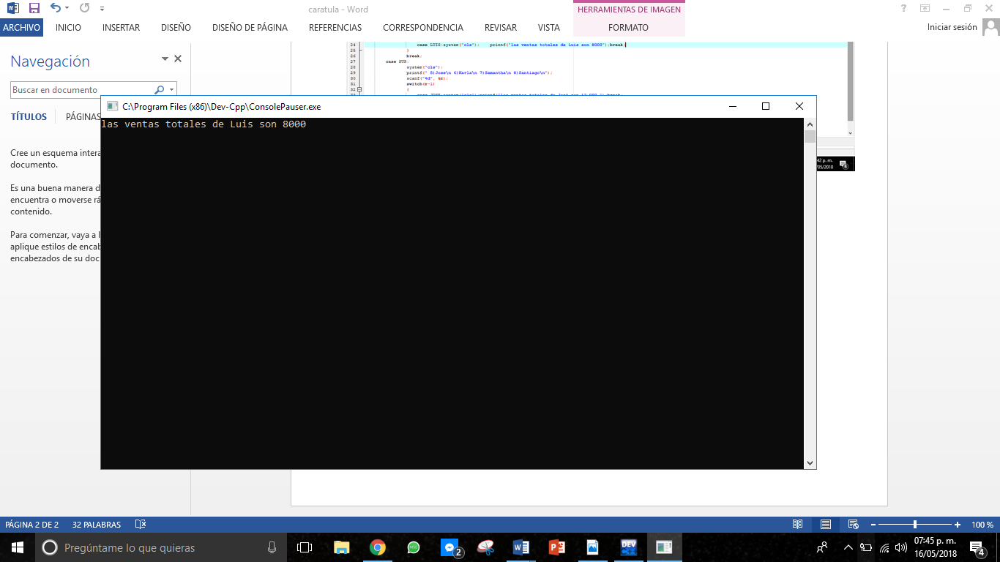 caratula - Word
HERRAMIENTAS DE IMAGEN
ARCHIVO INICIO INSERTAR DISEÑO DISEÑO DE PÁGINA REFERENCIAS CORRESPONDENCIA REVISAR VISTA FORMATO Iniciar sesión
Navegación
Buscar en documento
TÍTULOS PÁGINAS
Cree un esquema
documento.
Es una buena manera
encuentra o moverse
contenido.
Para comenzar, vaya a
aplique estilos de
encabezados de su
24 case LUIS:system("cls"); printf("las ventas totales de Luis son 8000");break;
25 }
26 break;
27 case SUR:
28 system("cls");
29 printf(" 5)Jose\n 6)Karla\n 7)Samantha\n 8)Santiago\n");
30 scanf("%d", &m);
31 switch(m-1)
32 {
C:\Program Files (x86)\Dev-Cpp\ConsolePauser.exe
las ventas totales de Luis son 8000
42 p. m.
/05/2018
PÁGINA 2 DE 2 32 PALABRAS 100 %
Pregúntame lo que quieras
2
DEV
07:45 p. m.
16/05/2018
4